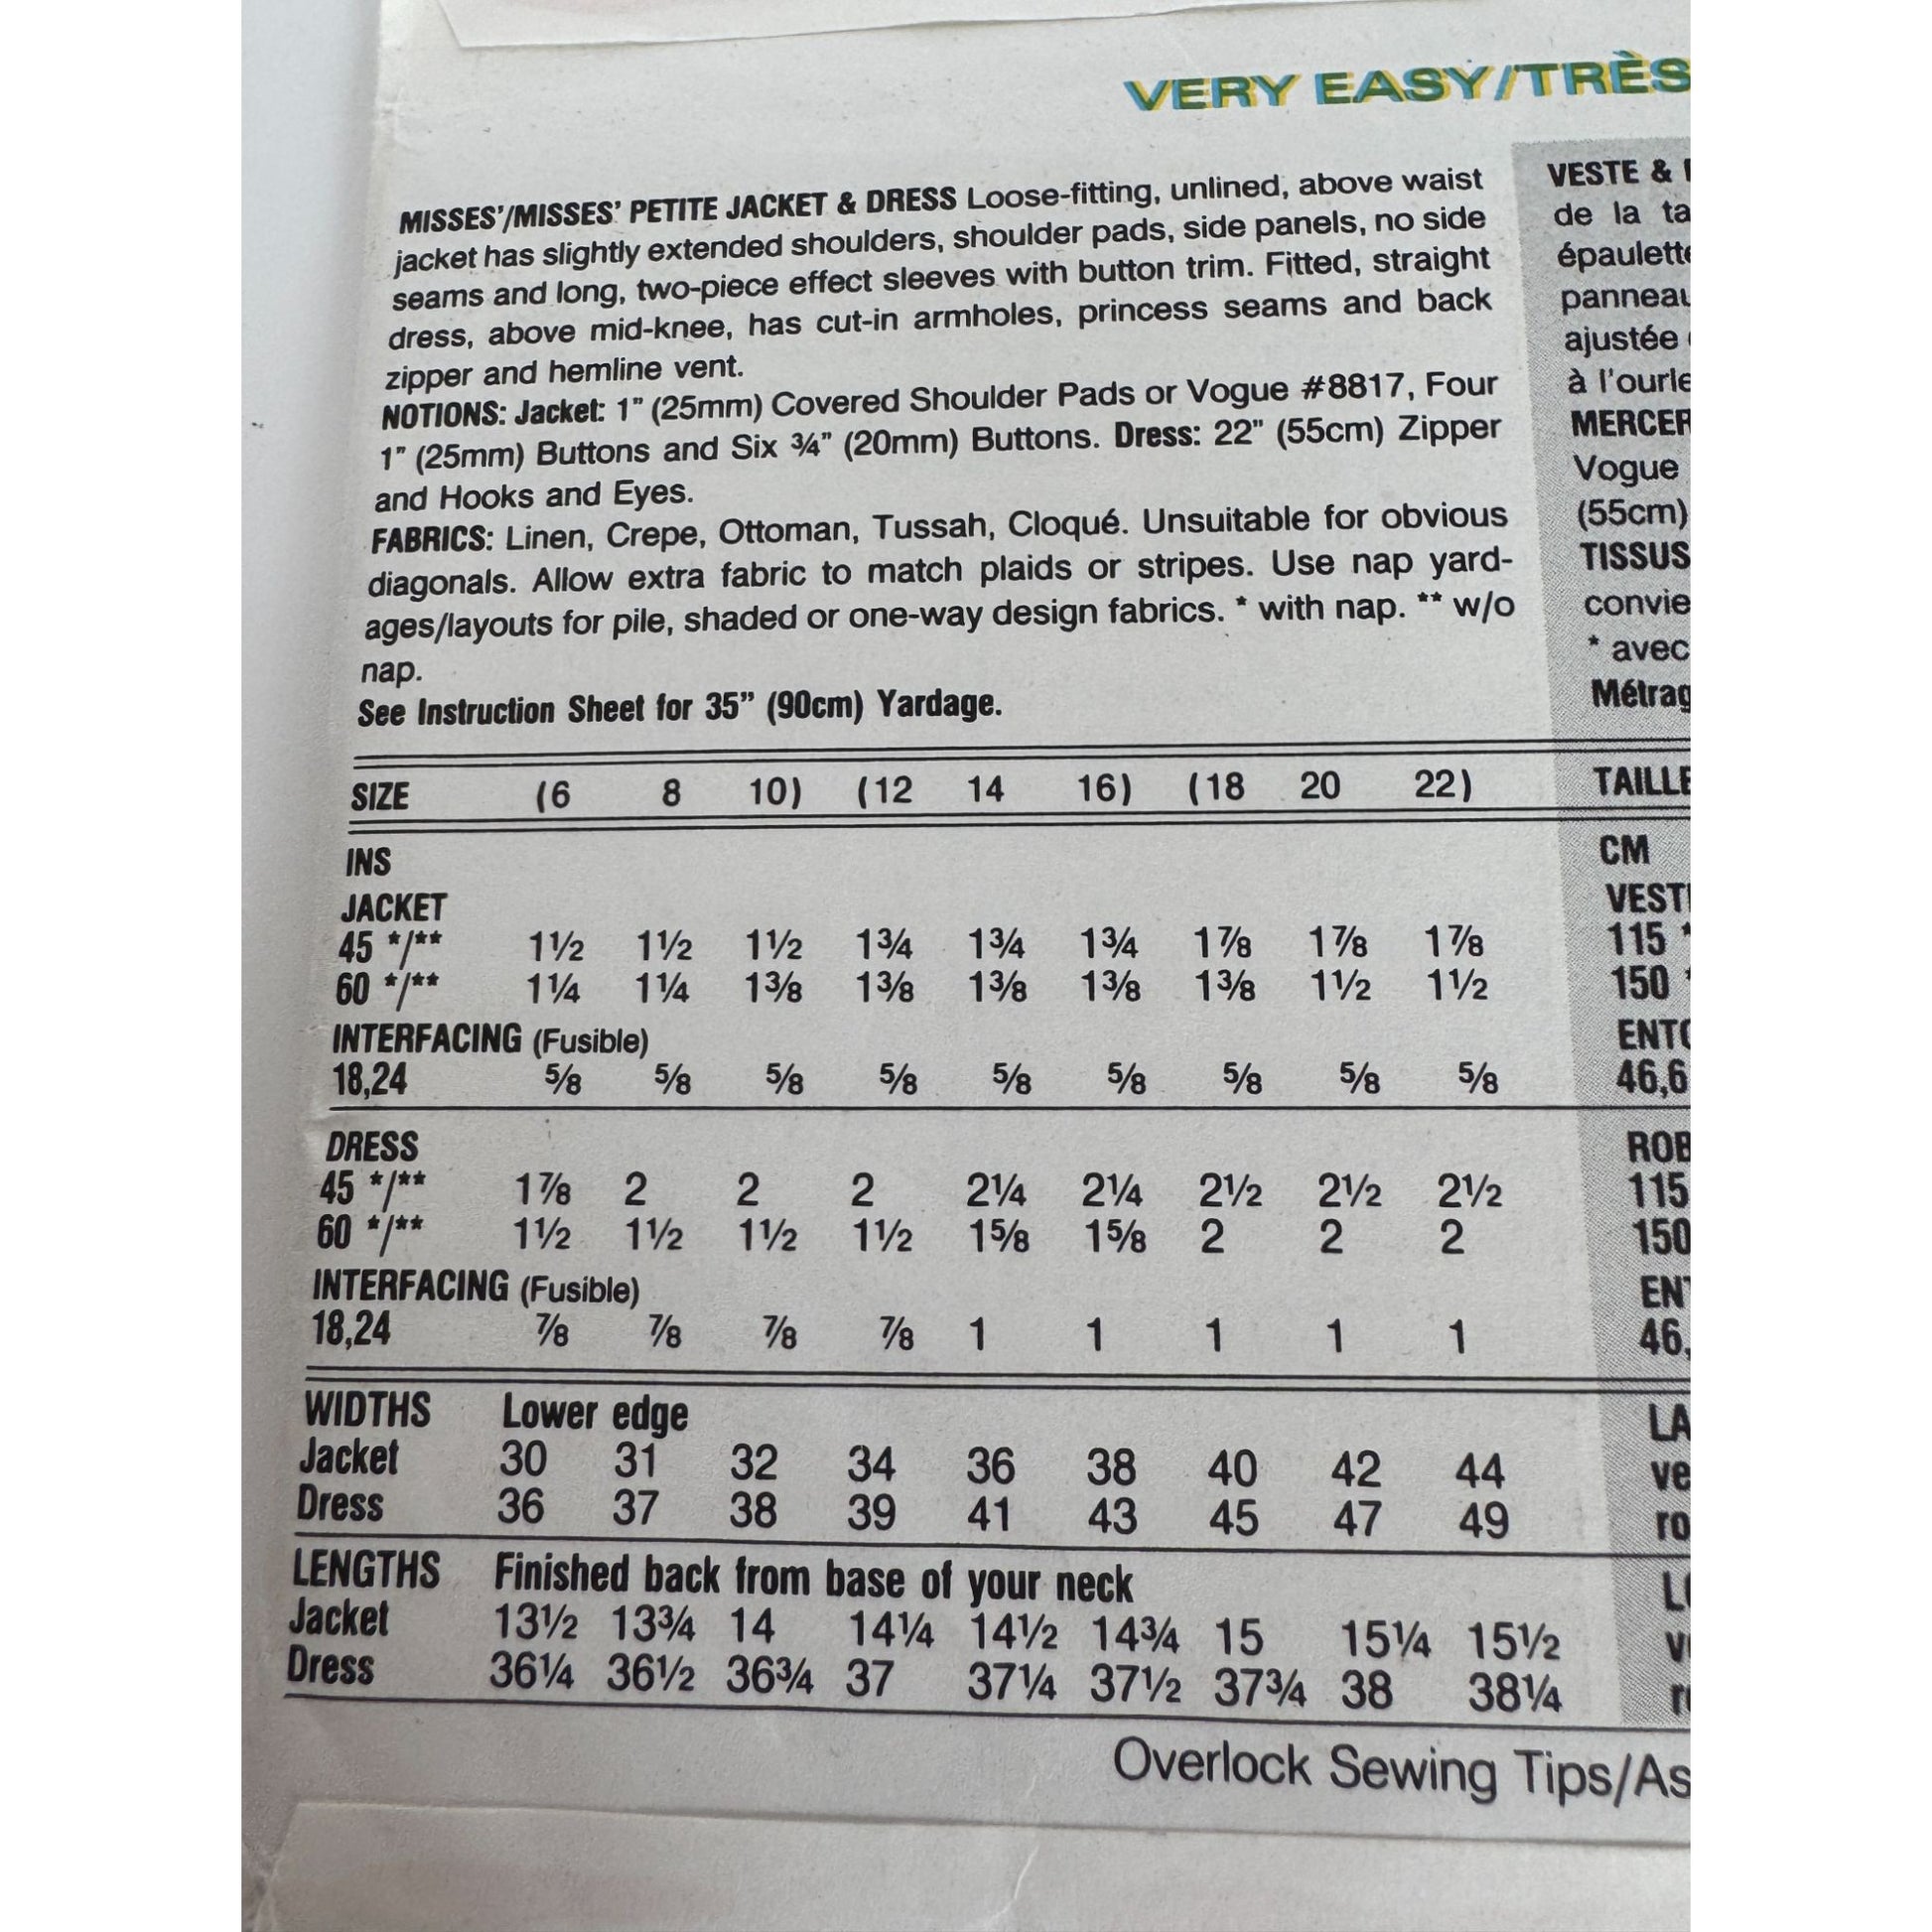 VERY EASY/TRÈS
MISSES'/MISSES' PETITE JACKET & DRESS Loose-fitting, unlined, above waist
jacket has slightly extended shoulders, shoulder pads, side panels, no side
seams and long, two-piece effect sleeves with button trim. Fitted, straight
dress, above mid-knee, has cut-in armholes, princess seams and back
zipper and hemline vent.
NOTIONS: Jacket: 1" (25mm) Covered Shoulder Pads or Vogue #8817, Four
1" (25mm) Buttons and Six ¾" (20mm) Buttons. Dress: 22" (55cm) Zipper
and Hooks and Eyes.
FABRICS: Linen, Crepe, Ottoman, Tussah, Cloqué. Unsuitable for obvious
diagonals. Allow extra fabric to match plaids or stripes. Use nap yard-
ages/layouts for pile, shaded or one-way design fabrics. * with nap. ** w/o
nap.
See Instruction Sheet for 35" (90cm) Yardage.
SIZE (6 8 10) (12 14 16) (18 20 22)
INS
JACKET
45 */** 1½ 1½ 1½ 1¾ 1¾ 1¾ 1⅞ 1⅞ 1⅞
60 */** 1¼ 1¼ 1⅜ 1⅜ 1⅜ 1⅜ 1⅜ 1½ 1½
INTERFACING (Fusible)
18,24 ⅝ ⅝ ⅝ ⅝ ⅝ ⅝ ⅝ ⅝ ⅝
DRESS
45 */** 1⅞ 2 2 2 2¼ 2¼ 2½ 2½ 2½
60 */** 1½ 1½ 1½ 1½ 1⅝ 1⅝ 2 2 2
INTERFACING (Fusible)
18,24 ⅞ ⅞ ⅞ ⅞ 1 1 1 1 1
WIDTHS Lower edge
Jacket 30 31 32 34 36 38 40 42 44
Dress 36 37 38 39 41 43 45 47 49
LENGTHS Finished back from base of your neck
Jacket 13½ 13¾ 14 14¼ 14½ 14¾ 15 15¼ 15½
Dress 36¼ 36½ 36¾ 37 37¼ 37½ 37¾ 38 38¼
VESTE &
de la ta
épaulette
panneau
ajustée
à l'ourle
MERCER
Vogue
(55cm)
TISSUS
convie
* avec
Métrag
TAILLE
CM
VEST
115 *
150 *
ENTO
46,6
ROB
115
150
EN
46,
LA
ve
ro
Overlock Sewing Tips/As